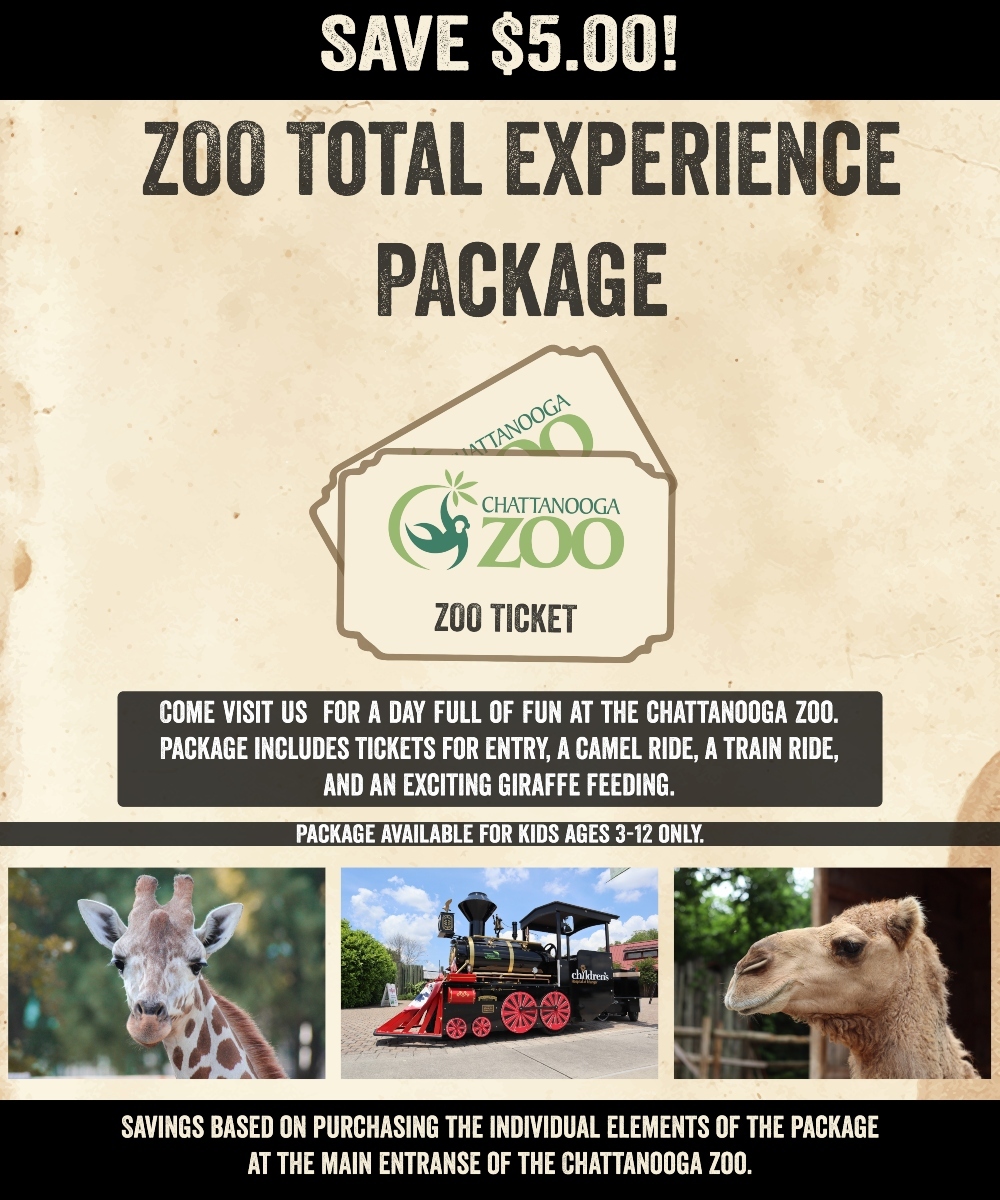 SAVE $5.00!
ZOO TOTAL EXPERIENCE
PACKAGE
CHATTANOOGA
ZOO
CHATTANOOGA
ZOO
ZOO TICKET
COME VISIT US FOR A DAY FULL OF FUN AT THE CHATTANOOGA ZOO.
PACKAGE INCLUDES TICKETS FOR ENTRY, A CAMEL RIDE, A TRAIN RIDE,
AND AN EXCITING GIRAFFE FEEDING.
PACKAGE AVAILABLE FOR KIDS AGES 3-12 ONLY.
children's
SAVINGS BASED ON PURCHASING THE INDIVIDUAL ELEMENTS OF THE PACKAGE
AT THE MAIN ENTRANSE OF THE CHATTANOOGA ZOO.